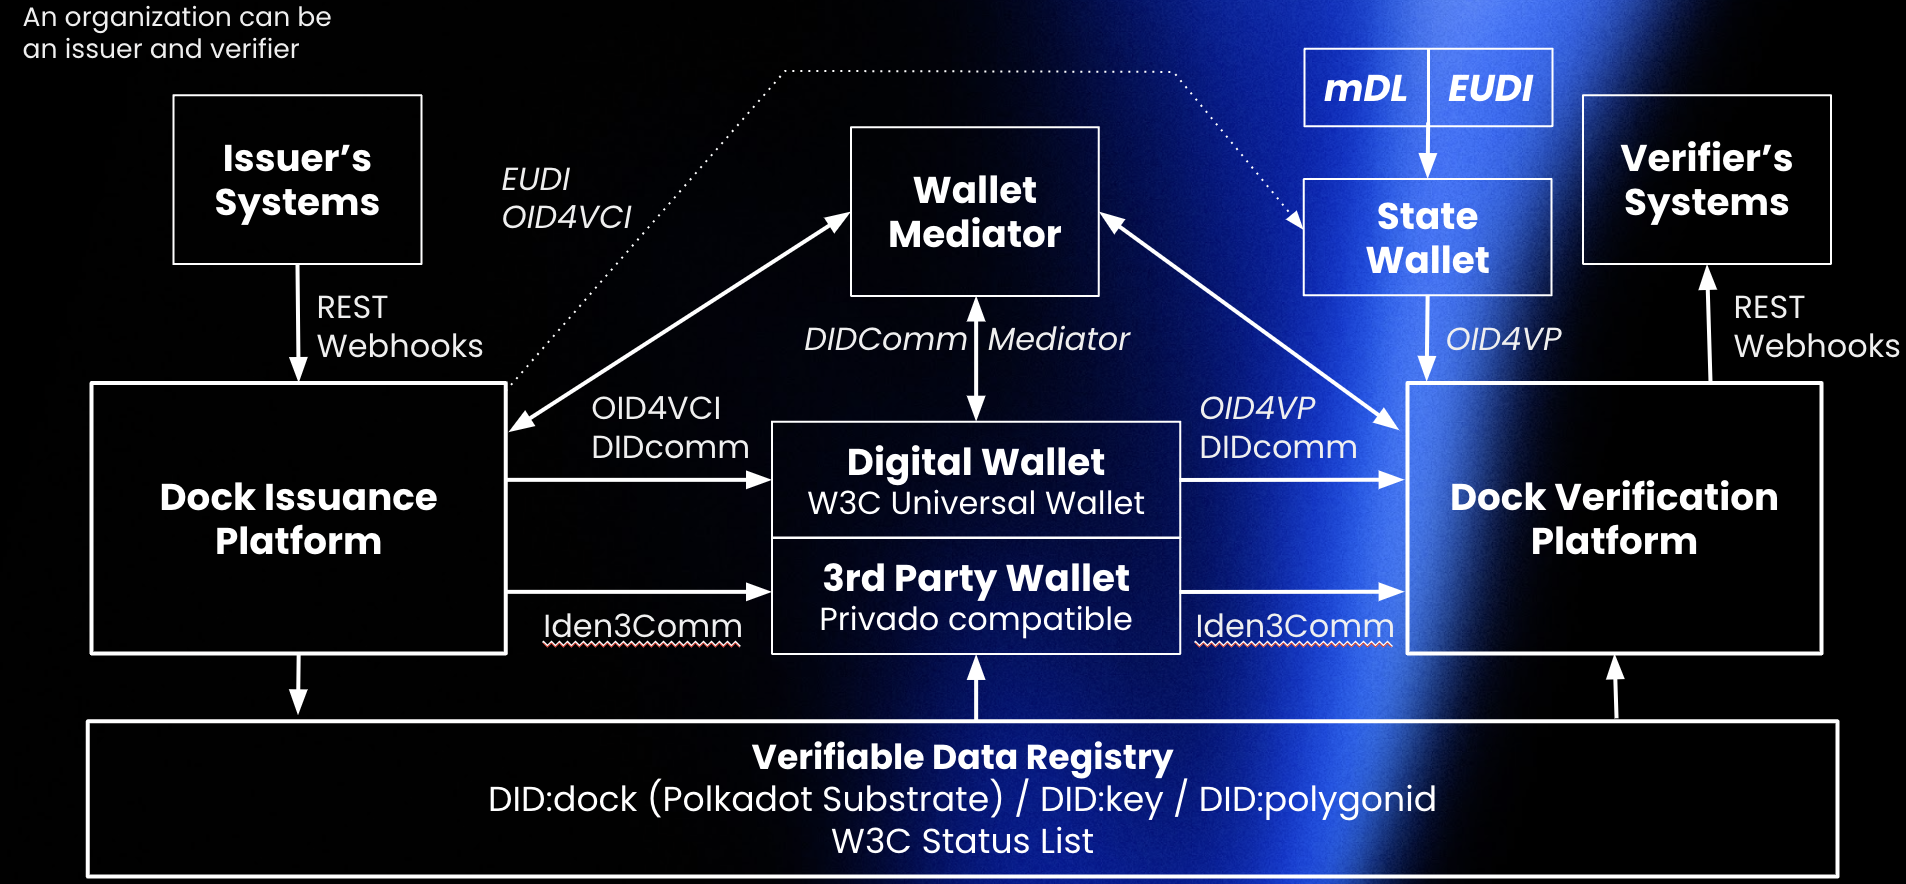 An organization can be
an issuer and verifier
mDL
EUDI
Issuer's
Systems
EUDI
OID4VCI
Wallet
Mediator
State
Wallet
Verifier's
Systems
REST
Webhooks
DIDComm
Mediator
OID4VP
REST
Webhooks
OID4VCI
DIDcomm
OID4VP
DIDcomm
Dock Issuance
Platform
Digital Wallet
W3C Universal Wallet
3rd Party Wallet
Privado compatible
Dock Verification
Platform
Iden3Comm
Iden3Comm
Verifiable Data Registry
DID:dock (Polkadot Substrate) / DID:key / DID:polygonid
W3C Status List